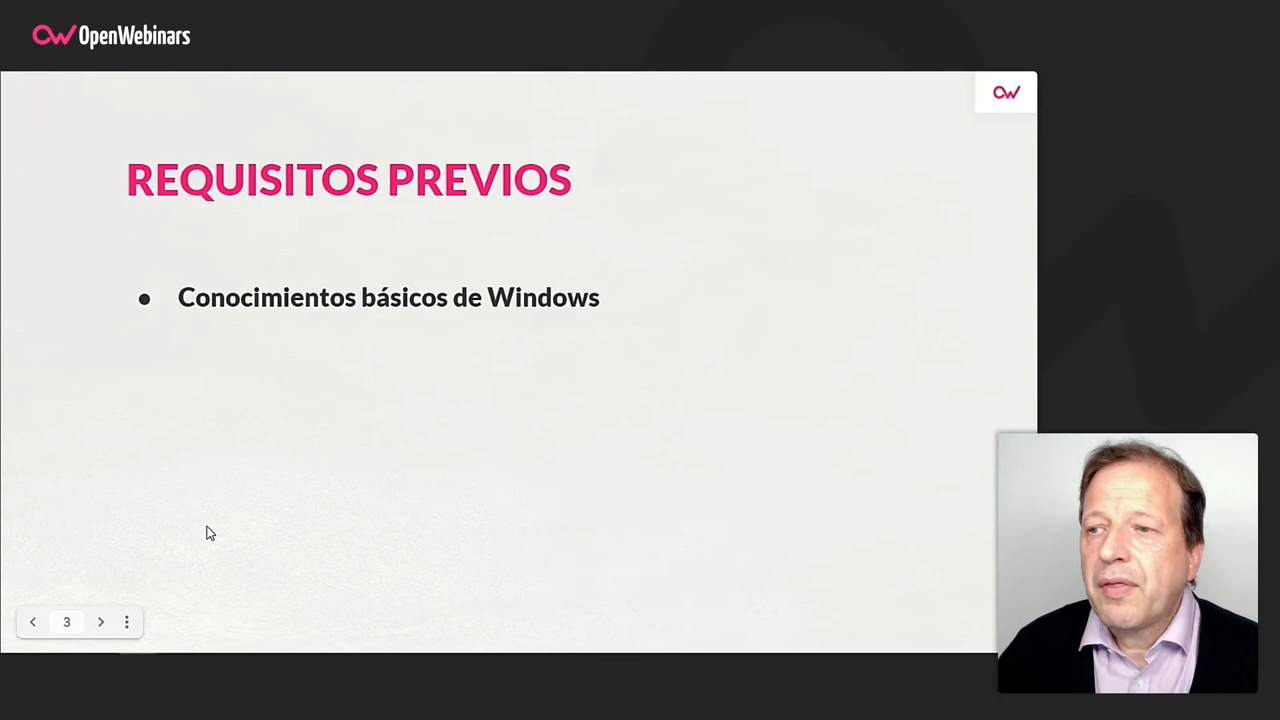 OpenWebinars
REQUISITOS PREVIOS
● Conocimientos básicos de Windows
3